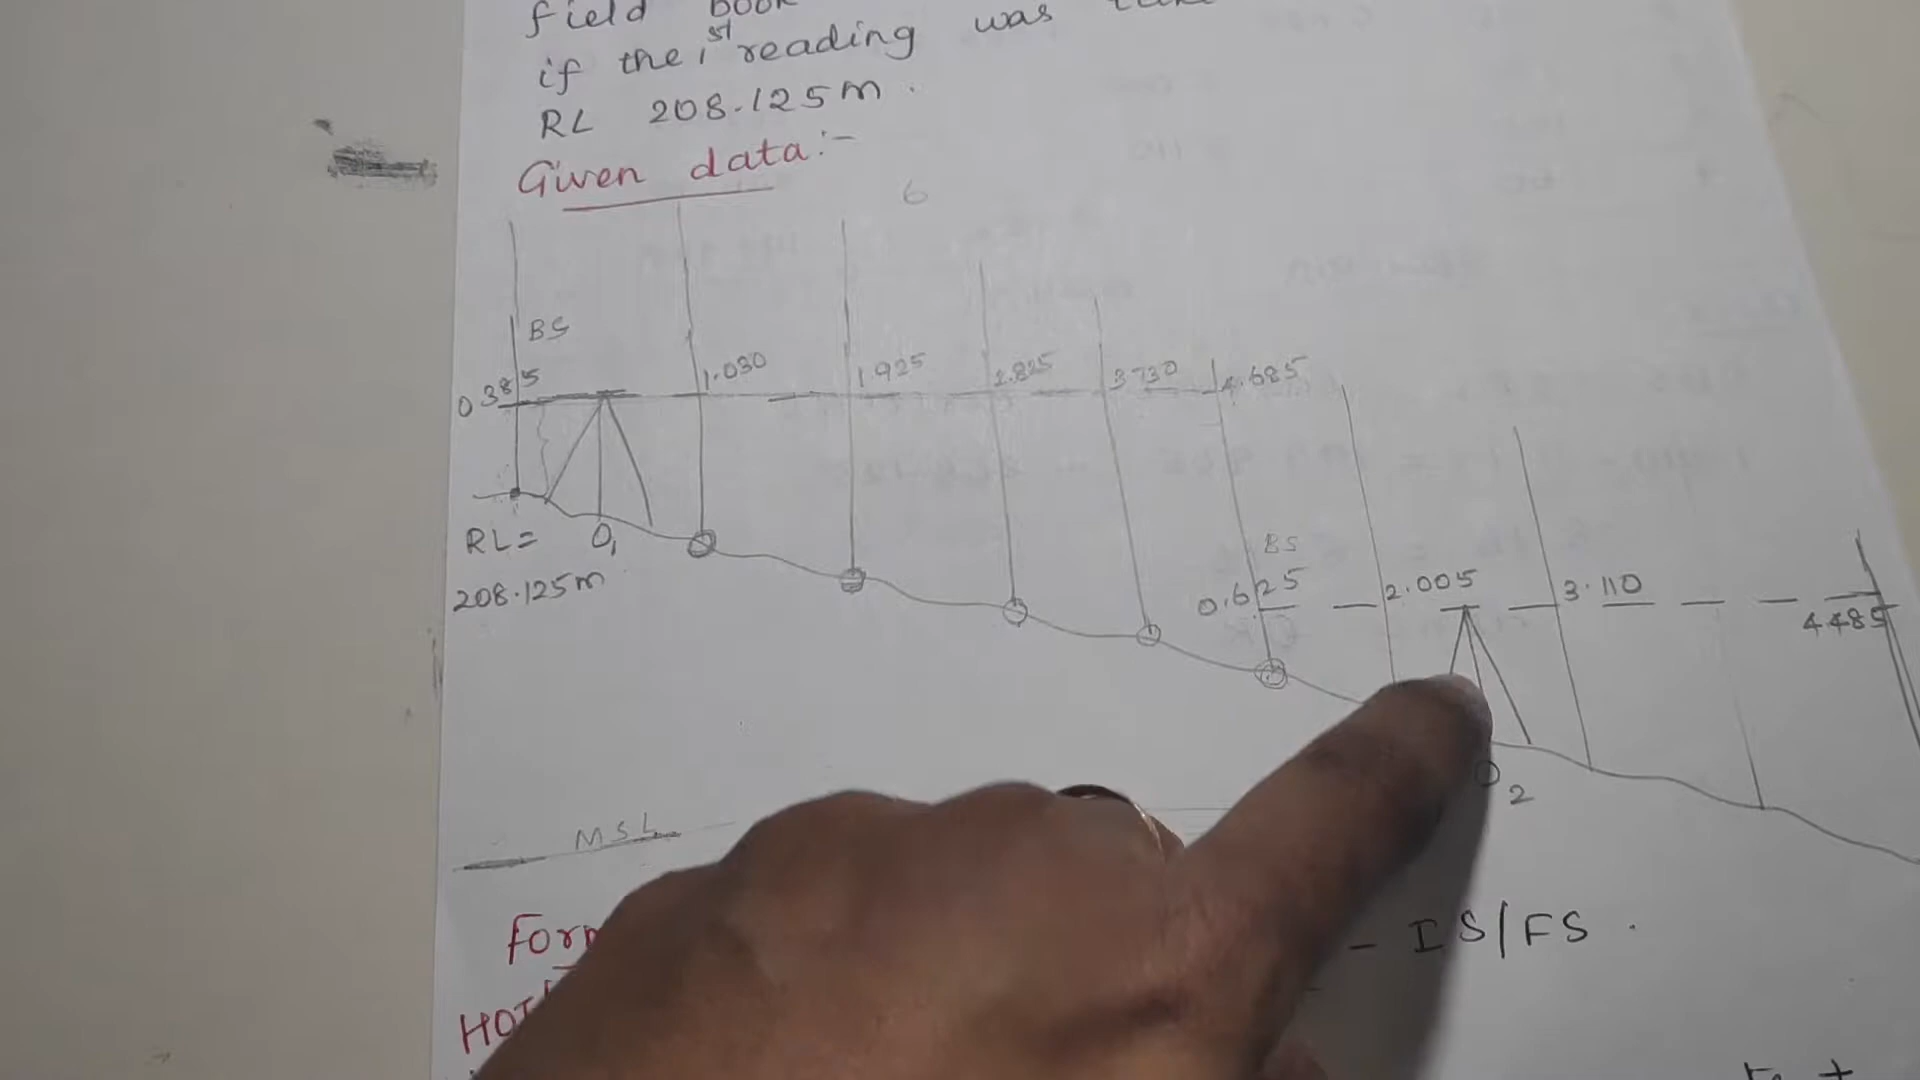 field book
if the 1st reading was
RL 208.125m.
Given data:-
6
BS
0.385
1.030
1.925
2.825
3.730
4.685
RL=
208.125m
O1
BS
0.625
2.005
3.110
4.485
O2
MSL
- IS/FS.